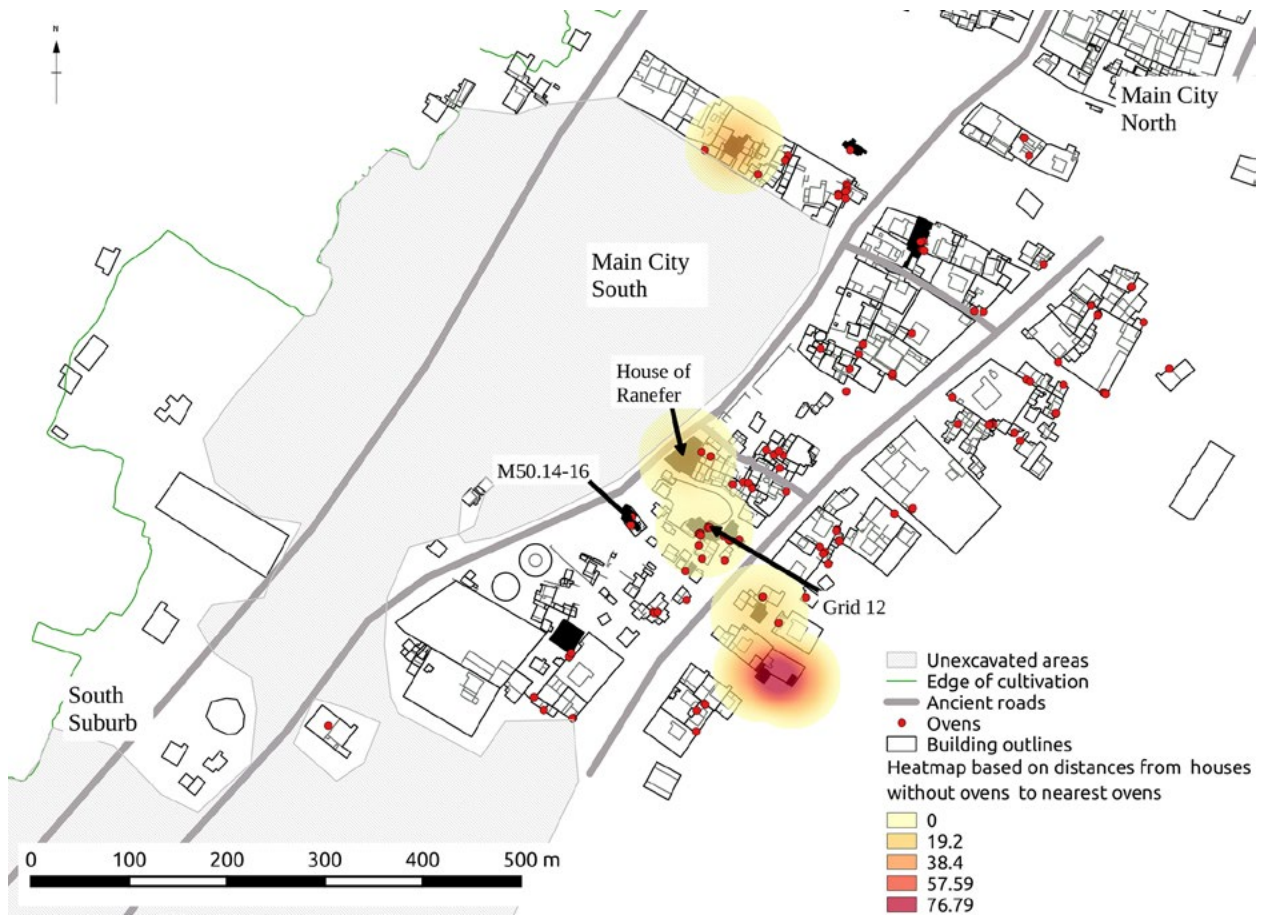 N
Main City
North
Main City
South
House of
Ranefer
M50.14-16
Grid 12
South
Suburb
Unexcavated areas
Edge of cultivation
Ancient roads
Ovens
Building outlines
Heatmap based on distances from houses
without ovens to nearest ovens
0
19.2
38.4
57.59
76.79
0 100 200 300 400 500 m